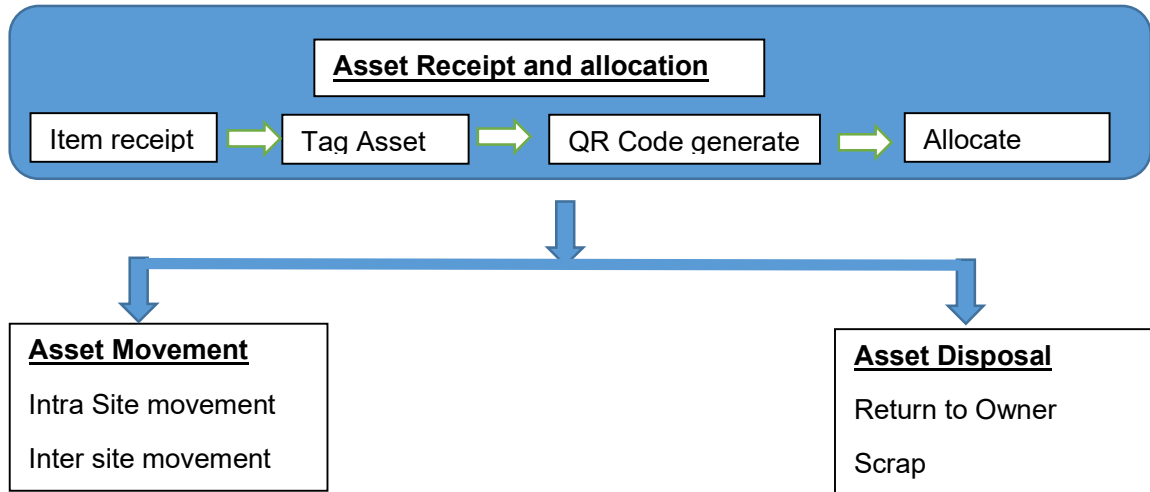 Asset Receipt and allocation
Item receipt
Tag Asset
QR Code generate
Allocate
Asset Movement
Intra Site movement
Inter site movement
Asset Disposal
Return to Owner
Scrap